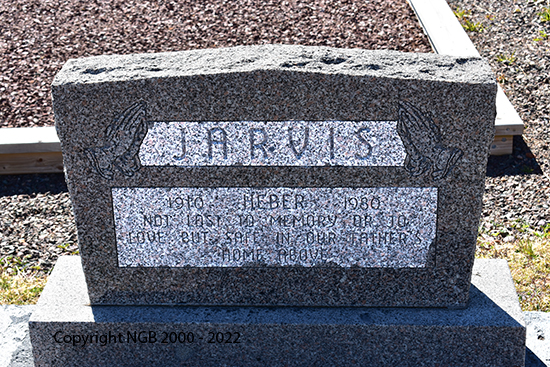 JARVIS
1910 HEBER 1980
NOT LOST TO MEMORY OR TO
LOVE BUT SAFE IN OUR FATHER'S
HOME ABOVE
Copyright NGB 2000 - 2022